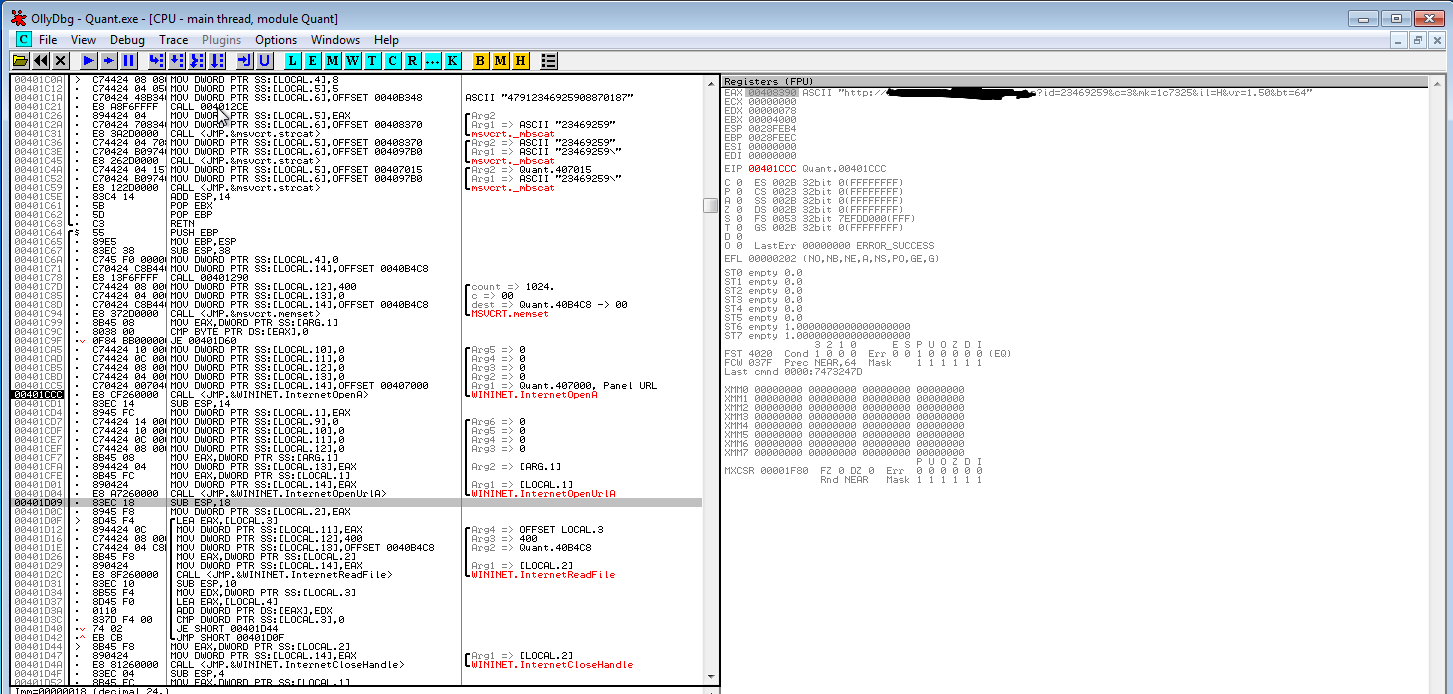 OllyDbg - Quant.exe - [CPU - main thread, module Quant]
C File View Debug Trace Plugins Options Windows Help
L E M W T C R ... K B M H
00401C0A > C74424 08 08( MOV DWORD PTR SS:[LOCAL.4],8
00401C12 · C74424 04 05( MOV DWORD PTR SS:[LOCAL.5],5
00401C1A · C70424 48B34( MOV DWORD PTR SS:[LOCAL.6],OFFSET 0040B348 ASCII "47912346925908870187"
00401C21 · E8 A8F6FFFF CALL 004012CE
00401C26 · 894424 04 MOV DWORD PTR SS:[LOCAL.5],EAX Arg2
00401C2A · C70424 70834( MOV DWORD PTR SS:[LOCAL.6],OFFSET 00408370 Arg1 => ASCII "23469259"
00401C31 · E8 3A2D0000 CALL <JMP.&msvcrt.strcat> msvcrt._mbscat
00401C36 · C74424 04 70( MOV DWORD PTR SS:[LOCAL.5],OFFSET 00408370 Arg2 => ASCII "23469259"
00401C3E · C70424 B0974( MOV DWORD PTR SS:[LOCAL.6],OFFSET 004097B0 Arg1 => ASCII "23469259\"
00401C45 · E8 262D0000 CALL <JMP.&msvcrt.strcat> msvcrt._mbscat
00401C4A · C74424 04 15( MOV DWORD PTR SS:[LOCAL.5],OFFSET 00407015 Arg2 => Quant.407015
00401C52 · C70424 B0974( MOV DWORD PTR SS:[LOCAL.6],OFFSET 004097B0 Arg1 => ASCII "23469259\"
00401C59 · E8 122D0000 CALL <JMP.&msvcrt.strcat> msvcrt._mbscat
00401C5E · 83C4 14 ADD ESP,14
00401C61 · 5B POP EBX
00401C62 · 5D POP EBP
00401C63 · C3 RETN
00401C64 $ 55 PUSH EBP
00401C65 · 89E5 MOV EBP,ESP
00401C67 · 83EC 38 SUB ESP,38
00401C6A · C745 F0 0000( MOV DWORD PTR SS:[LOCAL.4],0
00401C71 · C70424 C8B44( MOV DWORD PTR SS:[LOCAL.14],OFFSET 0040B4C8
00401C78 · E8 13F6FFFF CALL 00401290
00401C7D · C74424 08 00( MOV DWORD PTR SS:[LOCAL.12],400 count => 1024.
00401C85 · C74424 04 00( MOV DWORD PTR SS:[LOCAL.13],0 c => 00
00401C8D · C70424 C8B44( MOV DWORD PTR SS:[LOCAL.14],OFFSET 0040B4C8 dest => Quant.40B4C8 -> 00
00401C94 · E8 372D0000 CALL <JMP.&msvcrt.memset> MSVCRT.memset
00401C99 · 8B45 08 MOV EAX,DWORD PTR SS:[ARG.1]
00401C9C · 8038 00 CMP BYTE PTR DS:[EAX],0
00401C9F · 0F84 BB00000( JE 00401D60
00401CA5 · C74424 10 00( MOV DWORD PTR SS:[LOCAL.10],0 Arg5 => 0
00401CAD · C74424 0C 00( MOV DWORD PTR SS:[LOCAL.11],0 Arg4 => 0
00401CB5 · C74424 08 00( MOV DWORD PTR SS:[LOCAL.12],0 Arg3 => 0
00401CBD · C74424 04 00( MOV DWORD PTR SS:[LOCAL.13],0 Arg2 => 0
00401CC5 · C70424 00704( MOV DWORD PTR SS:[LOCAL.14],OFFSET 00407000 Arg1 => Quant.407000, Panel URL
00401CCC · E8 CF260000 CALL <JMP.&WININET.InternetOpenA> WININET.InternetOpenA
00401CD1 · 83EC 14 SUB ESP,14
00401CD4 · 8945 FC MOV DWORD PTR SS:[LOCAL.1],EAX
00401CD7 · C74424 14 00( MOV DWORD PTR SS:[LOCAL.9],0 Arg6 => 0
00401CDF · C74424 10 00( MOV DWORD PTR SS:[LOCAL.10],0 Arg5 => 0
00401CE7 · C74424 0C 00( MOV DWORD PTR SS:[LOCAL.11],0 Arg4 => 0
00401CEF · C74424 08 00( MOV DWORD PTR SS:[LOCAL.12],0 Arg3 => 0
00401CF7 · 8B45 08 MOV EAX,DWORD PTR SS:[ARG.1]
00401CFA · 894424 04 MOV DWORD PTR SS:[LOCAL.13],EAX Arg2 => [ARG.1]
00401CFE · 8B45 FC MOV EAX,DWORD PTR SS:[LOCAL.1]
00401D01 · 890424 MOV DWORD PTR SS:[LOCAL.14],EAX Arg1 => [LOCAL.1]
00401D04 · E8 A7260000 CALL <JMP.&WININET.InternetOpenUrlA> WININET.InternetOpenUrlA
00401D09 · 83EC 18 SUB ESP,18
00401D0C · 8945 F8 MOV DWORD PTR SS:[LOCAL.2],EAX
00401D0F > 8D45 F4 LEA EAX,[LOCAL.3]
00401D12 · 894424 0C MOV DWORD PTR SS:[LOCAL.11],EAX Arg4 => OFFSET LOCAL.3
00401D16 · C74424 08 00( MOV DWORD PTR SS:[LOCAL.12],400 Arg3 => 400
00401D1E · C74424 04 C8( MOV DWORD PTR SS:[LOCAL.13],OFFSET 0040B4C8 Arg2 => Quant.40B4C8
00401D26 · 8B45 F8 MOV EAX,DWORD PTR SS:[LOCAL.2]
00401D29 · 890424 MOV DWORD PTR SS:[LOCAL.14],EAX Arg1 => [LOCAL.2]
00401D2C · E8 8F260000 CALL <JMP.&WININET.InternetReadFile> WININET.InternetReadFile
00401D31 · 83EC 10 SUB ESP,10
00401D34 · 8B55 F4 MOV EDX,DWORD PTR SS:[LOCAL.3]
00401D37 · 8D45 F0 LEA EAX,[LOCAL.4]
00401D3A · 0110 ADD DWORD PTR DS:[EAX],EDX
00401D3C · 837D F4 00 CMP DWORD PTR SS:[LOCAL.3],0
00401D40 · 74 02 JE SHORT 00401D44
00401D42 · EB CB JMP SHORT 00401D0F
00401D44 > 8B45 F8 MOV EAX,DWORD PTR SS:[LOCAL.2]
00401D47 · 890424 MOV DWORD PTR SS:[LOCAL.14],EAX Arg1 => [LOCAL.2]
00401D4A · E8 81260000 CALL <JMP.&WININET.InternetCloseHandle> WININET.InternetCloseHandle
00401D4F · 83EC 04 SUB ESP,4
00401D52 · 8B45 FC MOV EAX,DWORD PTR SS:[LOCAL.1]
Imm=00000018 (decimal 24.)
Registers (FPU)
EAX 00408390 ASCII "http:// ?id=23469259&c=3&mk=1c7325&il=H&vr=1.50&bt=64"
ECX 00000000
EDX 00000078
EBX 00004000
ESP 0028FEB4
EBP 0028FEEC
ESI 00000000
EDI 00000000
EIP 00401CCC Quant.00401CCC
C 0 ES 002B 32bit 0(FFFFFFFF)
P 0 CS 0023 32bit 0(FFFFFFFF)
A 0 SS 002B 32bit 0(FFFFFFFF)
Z 0 DS 002B 32bit 0(FFFFFFFF)
S 0 FS 0053 32bit 7EFDD000(FFF)
T 0 GS 002B 32bit 0(FFFFFFFF)
D 0
O 0 LastErr 00000000 ERROR_SUCCESS
EFL 00000202 (NO,NB,NE,A,NS,PO,GE,G)
ST0 empty 0.0
ST1 empty 0.0
ST2 empty 0.0
ST3 empty 0.0
ST4 empty 0.0
ST5 empty 0.0
ST6 empty 1.0000000000000000000
ST7 empty 1.0000000000000000000
3 2 1 0 E S P U O Z D I
FST 4020 Cond 1 0 0 0 Err 0 0 1 0 0 0 0 0 (EQ)
FCW 037F Prec NEAR,64 Mask 1 1 1 1 1 1
Last cmnd 0000:7473247D
XMM0 00000000 00000000 00000000 00000000
XMM1 00000000 00000000 00000000 00000000
XMM2 00000000 00000000 00000000 00000000
XMM3 00000000 00000000 00000000 00000000
XMM4 00000000 00000000 00000000 00000000
XMM5 00000000 00000000 00000000 00000000
XMM6 00000000 00000000 00000000 00000000
XMM7 00000000 00000000 00000000 00000000
P U O Z D I
MXCSR 00001F80 FZ 0 DZ 0 Err 0 0 0 0 0 0
Rnd NEAR Mask 1 1 1 1 1 1